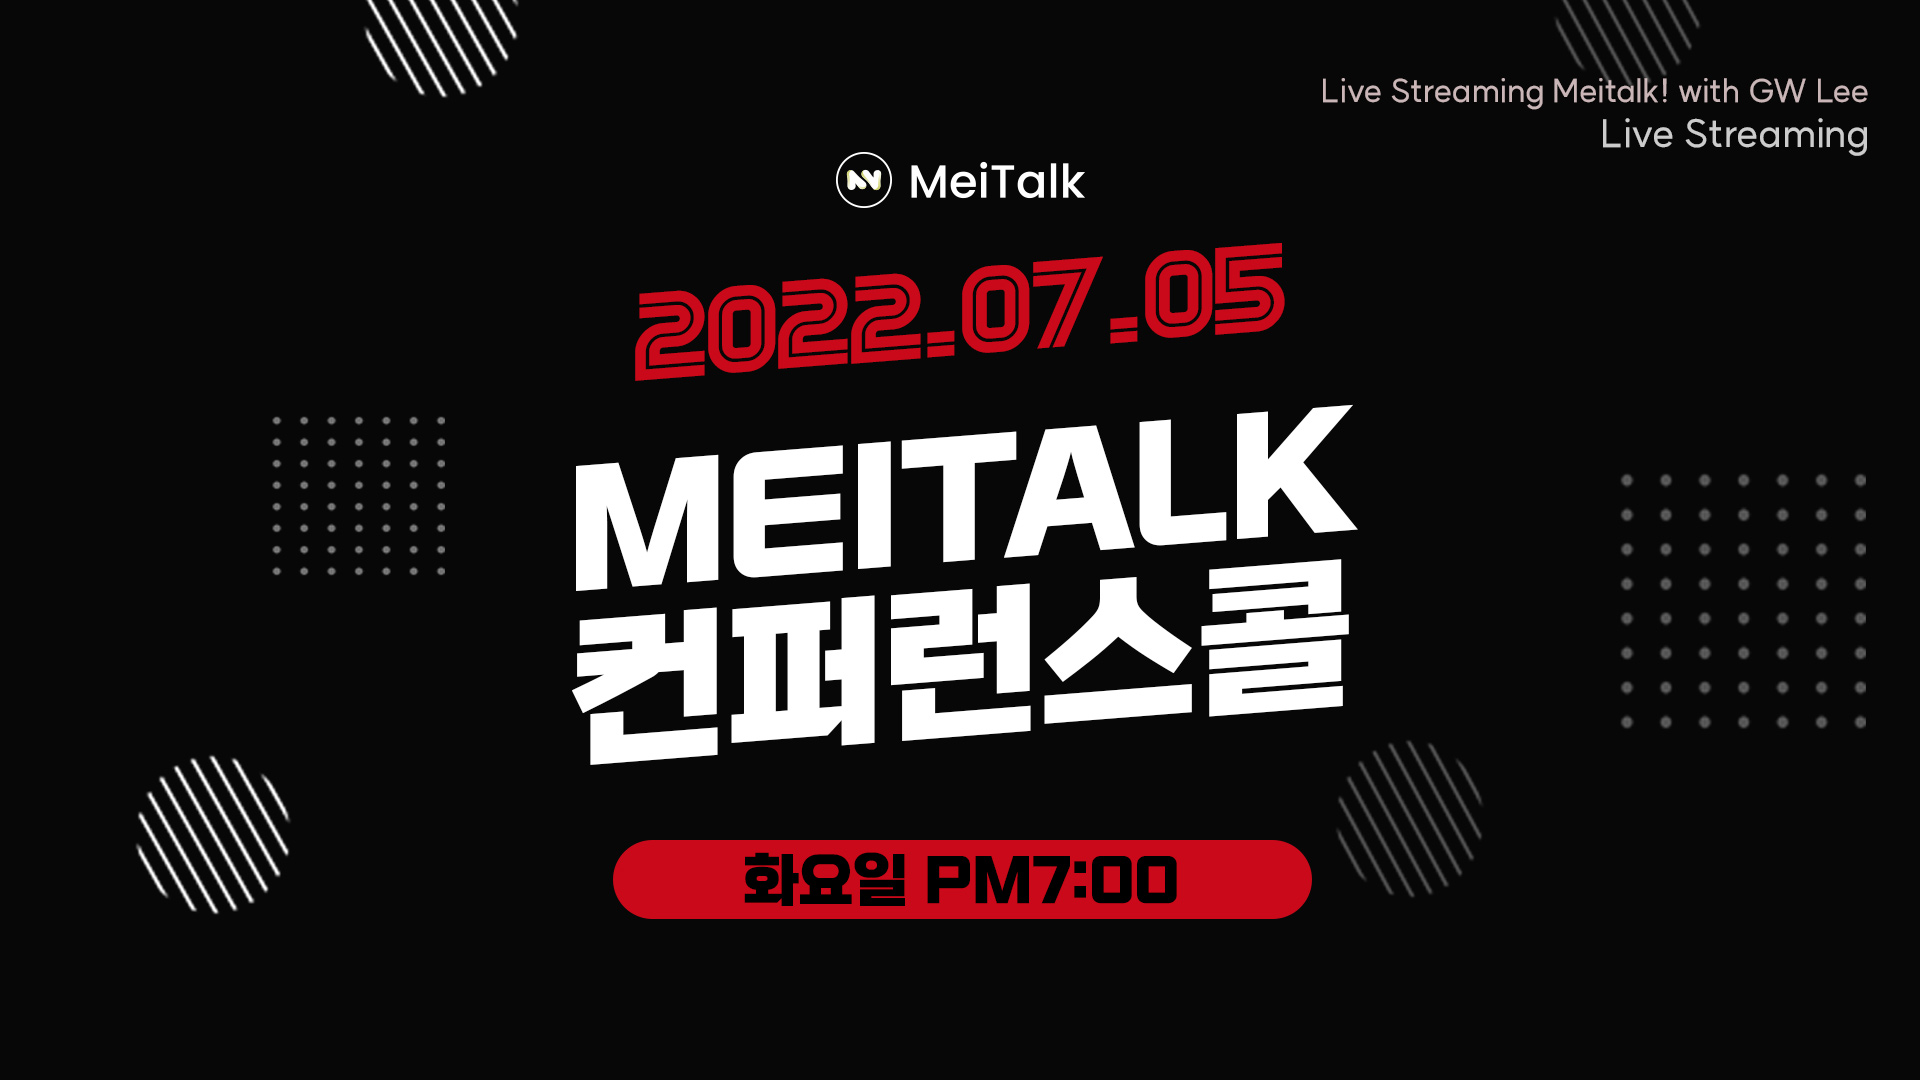 Live Streaming Meitalk! with GW Lee
Live Streaming
MeiTalk
2022.07.05
MEITALK
컨퍼런스콜
화요일 PM7:00